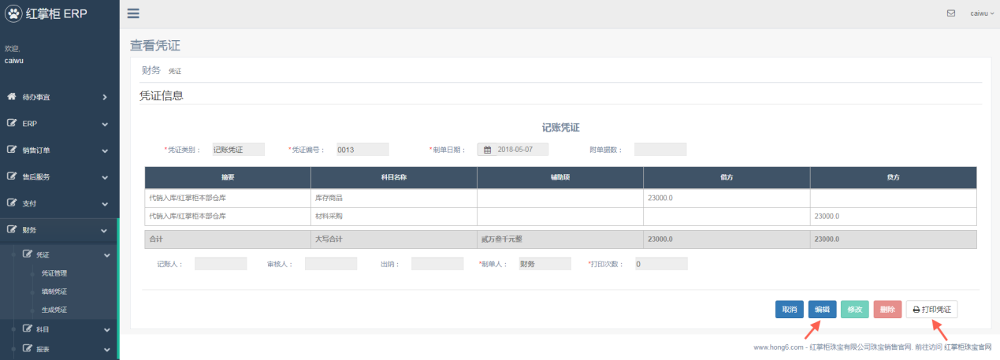 红掌柜 ERP
caiwu
欢迎,
caiwu
待办事宜
ERP
销售订单
售后服务
支付
财务
凭证
凭证管理
填制凭证
生成凭证
科目
报表
查看凭证
财务 凭证
凭证信息
记账凭证
*凭证类别： 记账凭证 *凭证编号： 0013 *制单日期： 2018-05-07 附单据数：
摘要 科目名称 辅助项 借方 贷方
代销入库/红掌柜本部仓库 库存商品 23000.0
代销入库/红掌柜本部仓库 材料采购 23000.0
合计 大写合计 贰万叁千元整 23000.0 23000.0
记账人： 审核人： 出纳： *制单人： 财务 *打印次数： 0
取消 编辑 修改 删除 打印凭证
www.hong6.com - 红掌柜珠宝有限公司珠宝销售官网. 前往访问 红掌柜珠宝官网